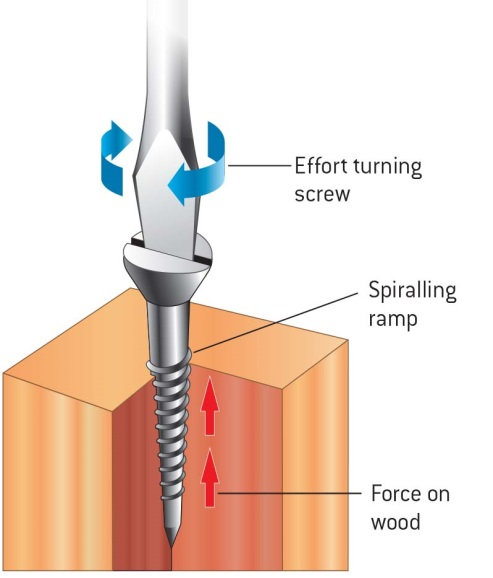 Effort turning
screw
Spiralling
ramp
Force on
wood